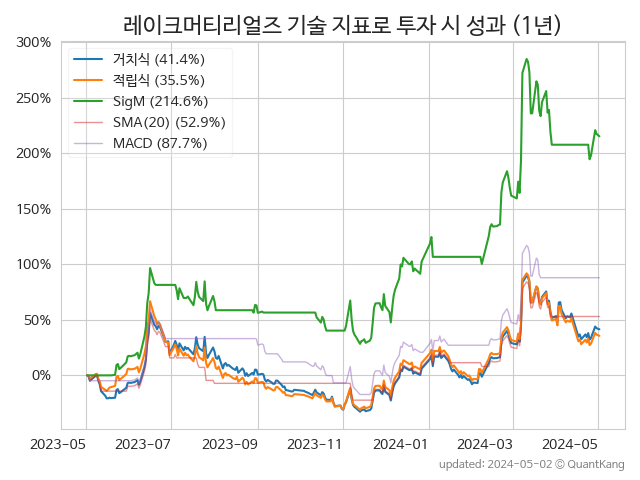 레이크머티리얼즈 기술 지표로 투자 시 성과 (1년)
300%
250%
200%
150%
100%
50%
0%
거치식 (41.4%)
적립식 (35.5%)
SigM (214.6%)
SMA(20) (52.9%)
MACD (87.7%)
2023-05
2023-07
2023-09
2023-11
2024-01
2024-03
2024-05
updated: 2024-05-02 © QuantKang